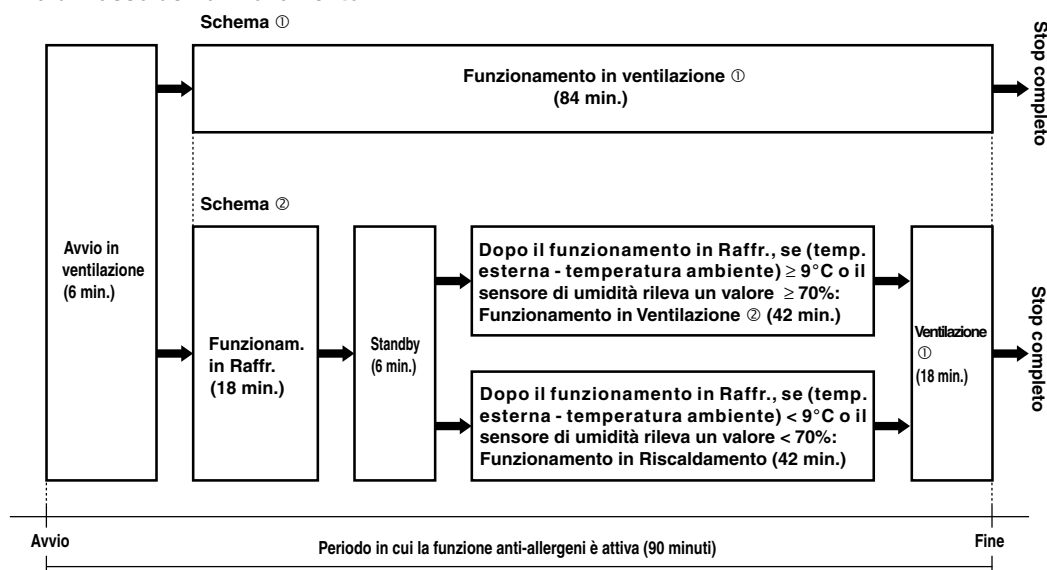 Schema ①
Funzionamento in ventilazione ①
(84 min.)
Stop completo
Schema ②
Avvio in
ventilazione
(6 min.)
Funzionam.
in Raffr.
(18 min.)
Standby
(6 min.)
Dopo il funzionamento in Raffr., se (temp.
esterna - temperatura ambiente) ≥ 9°C o il
sensore di umidità rileva un valore ≥ 70%:
Funzionamento in Ventilazione ② (42 min.)
Dopo il funzionamento in Raffr., se (temp.
esterna - temperatura ambiente) < 9°C o il
sensore di umidità rileva un valore < 70%:
Funzionamento in Riscaldamento (42 min.)
Ventilazione
①
(18 min.)
Stop completo
Avvio
Periodo in cui la funzione anti-allergeni è attiva (90 minuti)
Fine